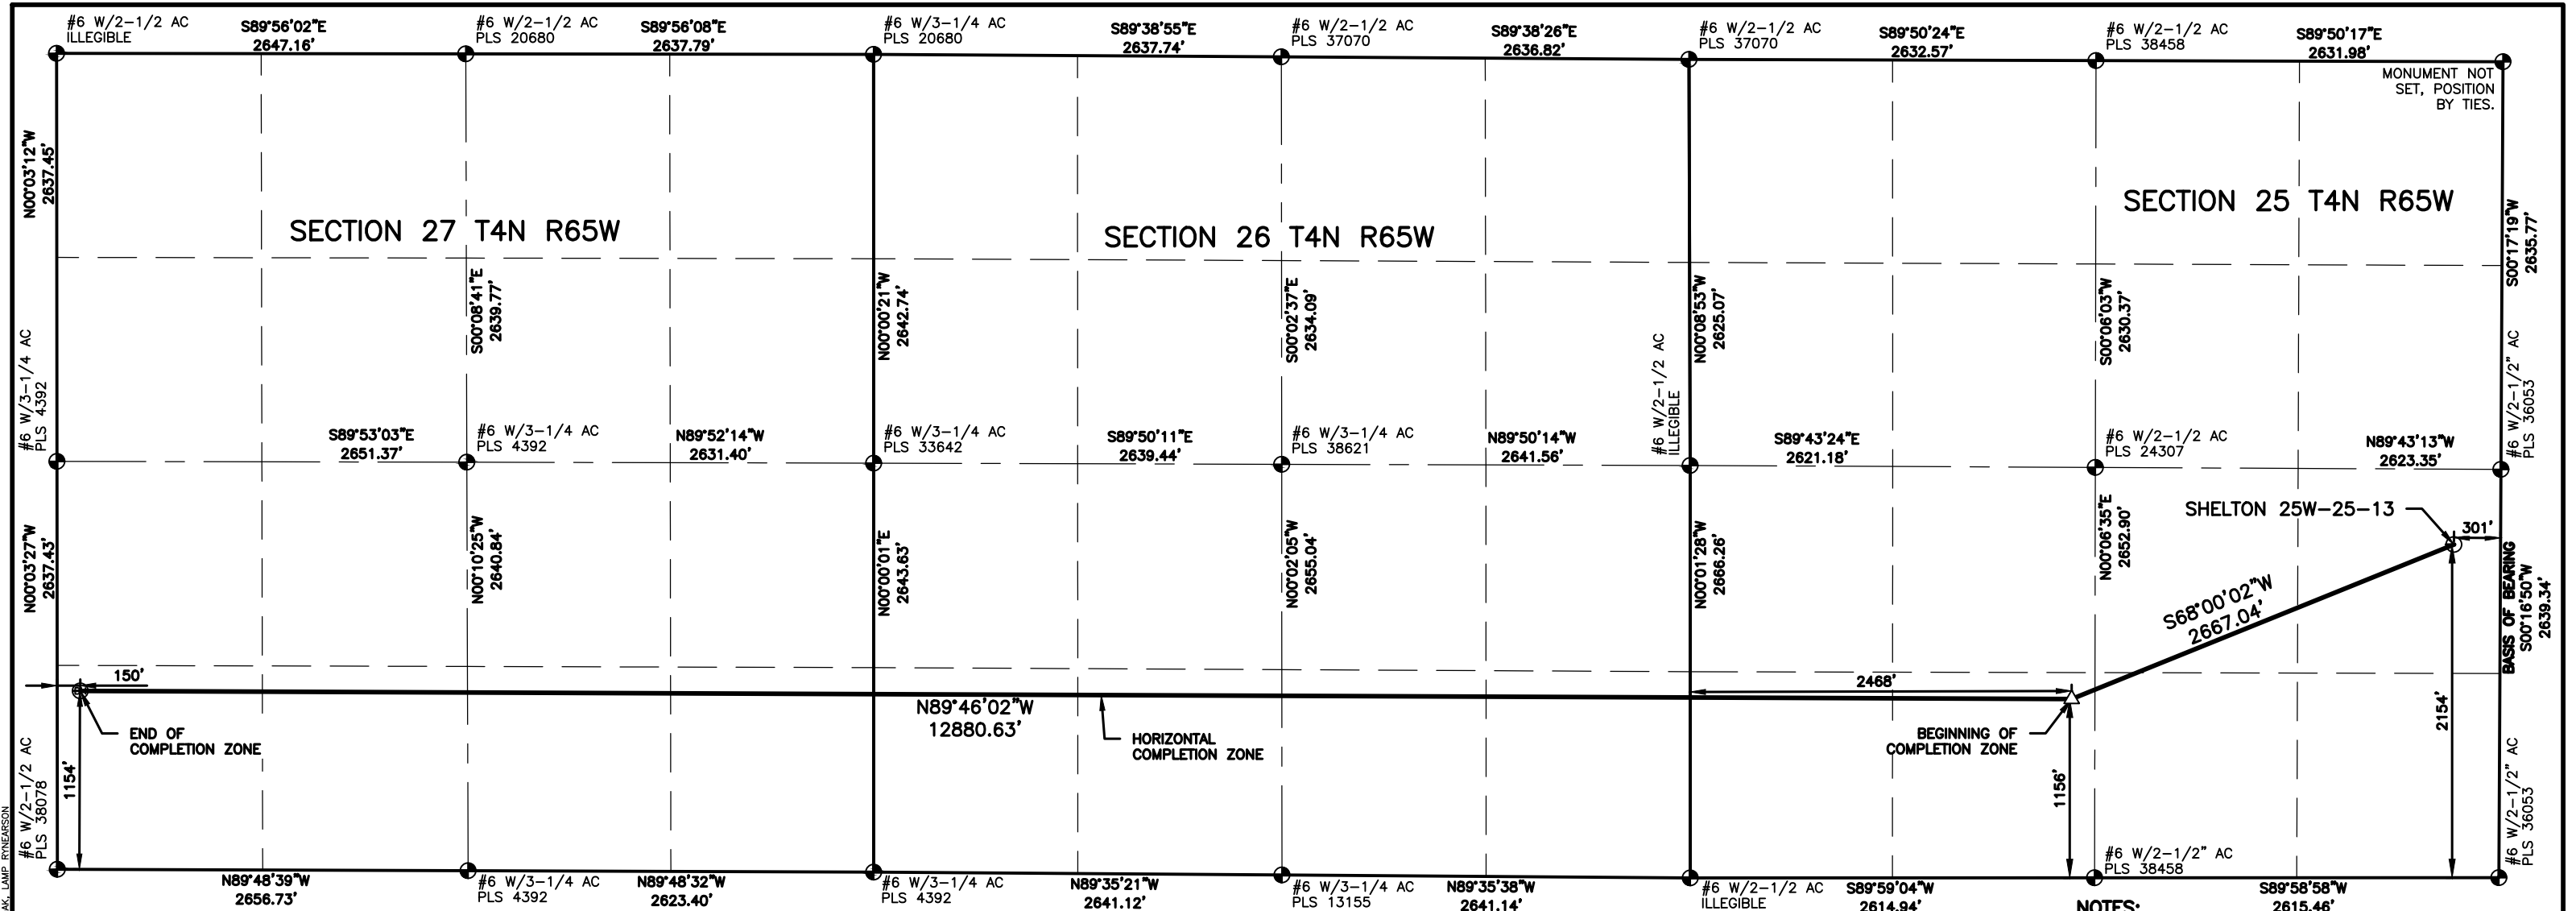 #6 W/2-1/2 AC
ILLEGIBLE
S89°56'02"E
2647.16'
#6 W/2-1/2 AC
PLS 20680
S89°56'08"E
2637.79'
#6 W/3-1/4 AC
PLS 20680
S89°38'55"E
2637.74'
#6 W/2-1/2 AC
PLS 37070
S89°38'26"E
2636.82'
#6 W/2-1/2 AC
PLS 37070
S89°50'24"E
2632.57'
#6 W/2-1/2 AC
PLS 38458
S89°50'17"E
2631.98'
MONUMENT NOT
SET, POSITION
BY TIES.
N00°03'12"W
2637.45'
SECTION 27 T4N R65W
SECTION 26 T4N R65W
SECTION 25 T4N R65W
S00°17'19"W
2635.77'
S00°08'41"E
2639.77'
N00°00'21"W
2642.74'
S00°02'37"E
2634.09'
N00°08'53"W
2625.07'
S00°06'03"W
2630.37'
#6 W/3-1/4 AC
PLS 4392
#6 W/2-1/2 AC
ILLEGIBLE
#6 W/2-1/2" AC
PLS 36053
S89°53'03"E
2651.37'
#6 W/3-1/4 AC
PLS 4392
N89°52'14"W
2631.40'
#6 W/3-1/4 AC
PLS 33642
S89°50'11"E
2639.44'
#6 W/3-1/4 AC
PLS 38621
N89°50'14"W
2641.56'
S89°43'24"E
2621.18'
#6 W/2-1/2 AC
PLS 24307
N89°43'13"W
2623.35'
SHELTON 25W-25-13
301'
N00°03'27"W
2637.43'
N00°10'25"W
2640.84'
N00°00'01"E
2643.63'
N00°02'05"W
2655.04'
N00°01'28"W
2666.26'
N00°06'35"E
2652.90'
S68°00'02"W
2667.04'
BASIS OF BEARING
S00°16'50"W
2639.34'
150'
2468'
N89°46'02"W
12880.63'
END OF
COMPLETION ZONE
HORIZONTAL
COMPLETION ZONE
BEGINNING OF
COMPLETION ZONE
1154'
1156'
2154'
#6 W/2-1/2 AC
PLS 38078
#6 W/2-1/2" AC
PLS 36053
AK, LAMP RYNEARSON
N89°48'39"W
2656.73'
#6 W/3-1/4 AC
PLS 4392
N89°48'32"W
2623.40'
#6 W/3-1/4 AC
PLS 4392
N89°35'21"W
2641.12'
#6 W/3-1/4 AC
PLS 13155
N89°35'38"W
2641.14'
#6 W/2-1/2 AC
ILLEGIBLE
S89°59'04"W
2614.94'
#6 W/2-1/2" AC
PLS 38458
NOTES:
S89°58'58"W
2615.46'